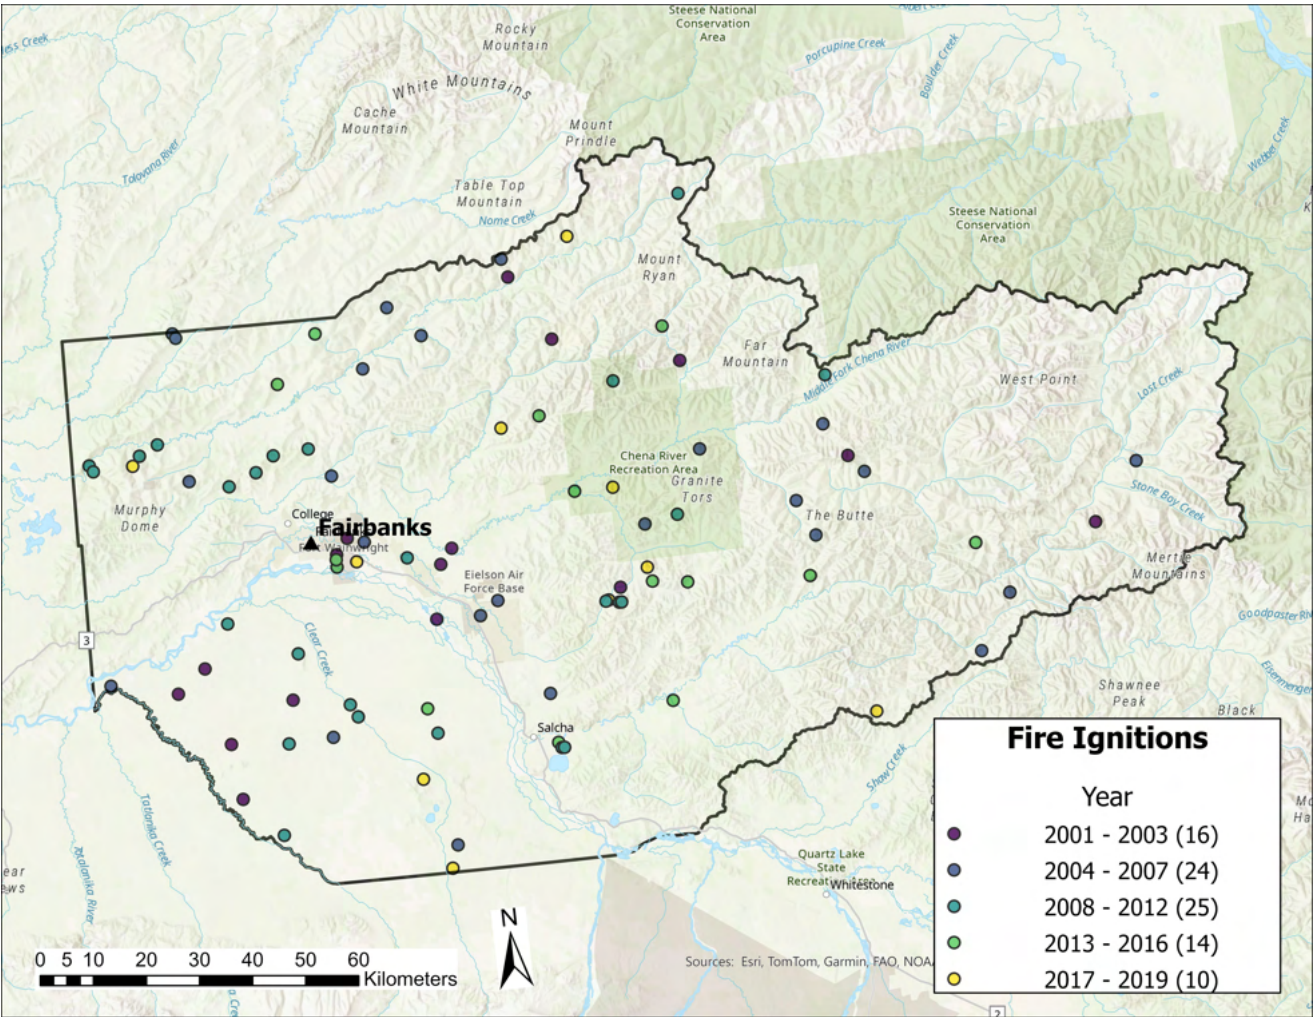 Steese National
Conservation
Area
Rocky
Mountain
Porcupine Creek
Boulder Creek
White Mountains
Cache
Mountain
Mount
Prindle
Webber Creek
Tolovana River
Table Top
Mountain
Nome Creek
Steese National
Conservation
Area
Mount
Ryan
Far
Mountain
Middle Fork Chena River
West Point
Lost Creek
Chena River
Recreation Area
Granite
Tors
Stone Boy Creek
Murphy
Dome
College
Fairbanks
Fort Wainwright
The Butte
Mertie
Mountains
Eielson Air
Force Base
Goodpaster
3
Clear Creek
Eisenmenger
Shawnee
Peak
Black
Salcha
Shaw Creek
Tatlanika Creek
Totatlanika River
Quartz Lake
State
Whitestone
Fire Ignitions
Year
2001 - 2003 (16)
2004 - 2007 (24)
2008 - 2012 (25)
2013 - 2016 (14)
2017 - 2019 (10)
N
0 5 10 20 30 40 50 60
Kilometers
Sources: Esri, TomTom, Garmin, FAO, NOA
2